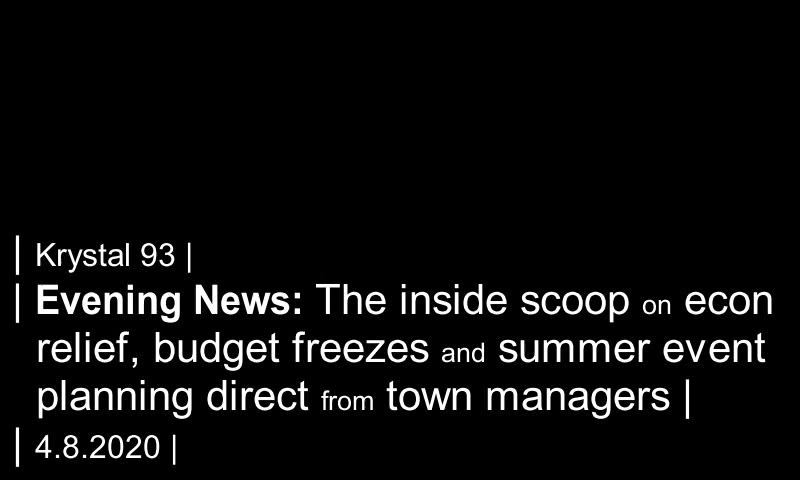 | Krystal 93 |
| Evening News: The inside scoop on econ
relief, budget freezes and summer event
planning direct from town managers |
| 4.8.2020 |